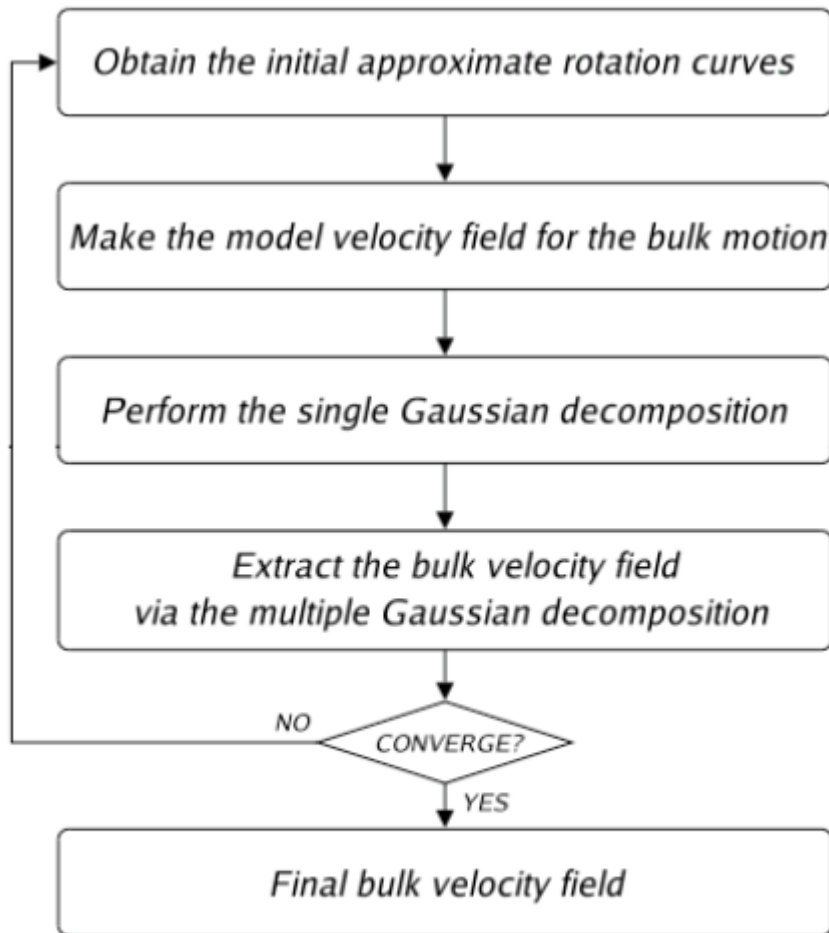 Obtain the initial approximate rotation curves
Make the model velocity field for the bulk motion
Perform the single Gaussian decomposition
Extract the bulk velocity field
via the multiple Gaussian decomposition
NO
CONVERGE?
YES
Final bulk velocity field